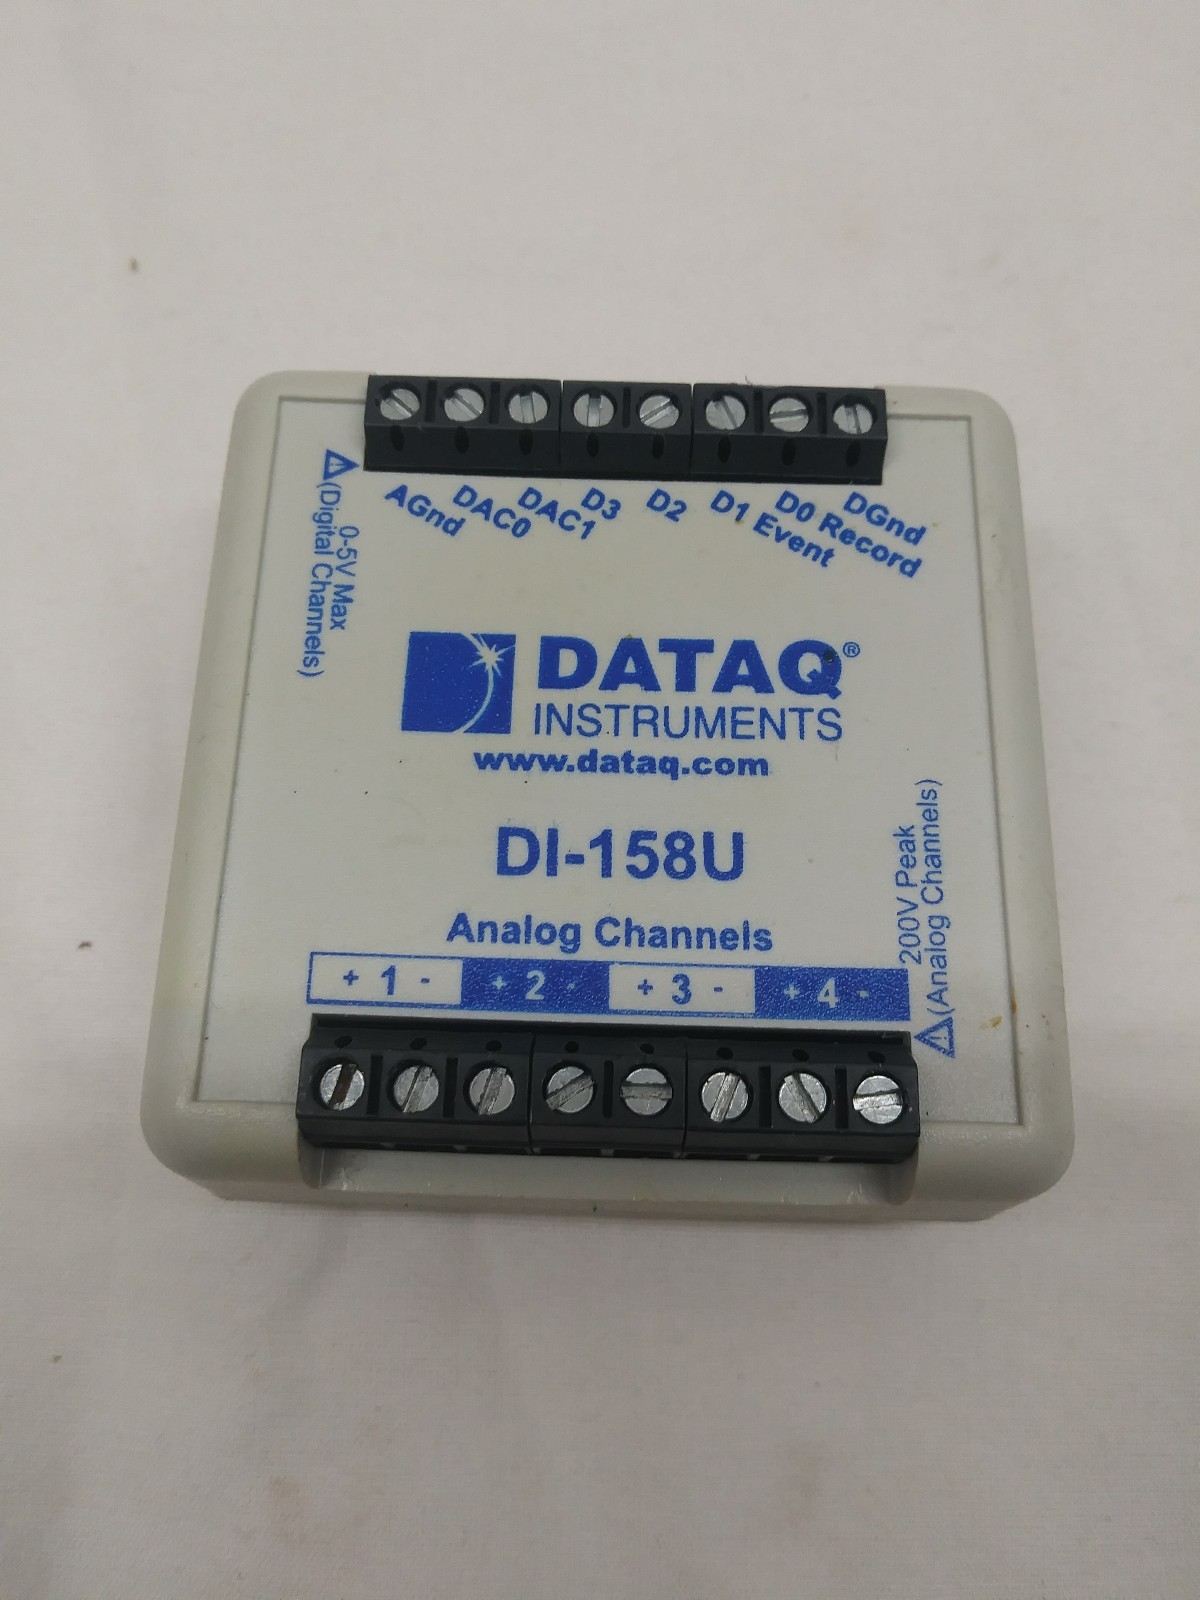 AGnd DAC0 DAC1 D3 D2 D1 Event D0 Record DGnd
0-5V Max
(Digital Channels)
DATAQ®
INSTRUMENTS
www.dataq.com
DI-158U
200V Peak
(Analog Channels)
Analog Channels
+ 1 - + 2 - + 3 - + 4 -